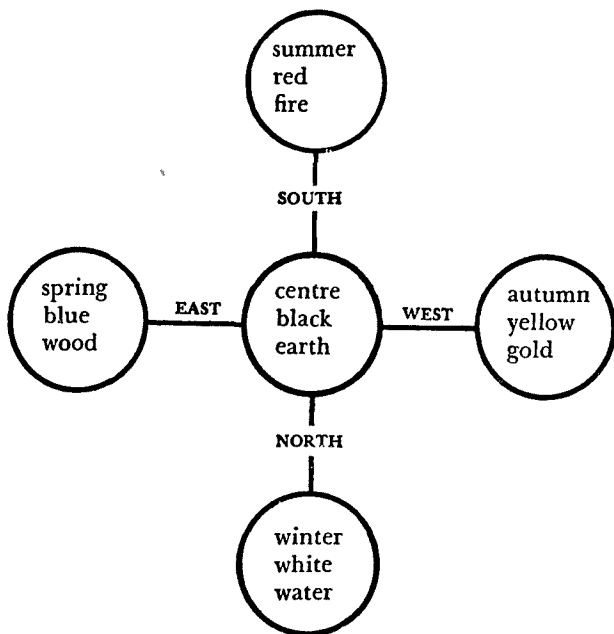 summer
red
fire
SOUTH
spring
blue
wood
EAST
centre
black
earth
WEST
autumn
yellow
gold
NORTH
winter
white
water